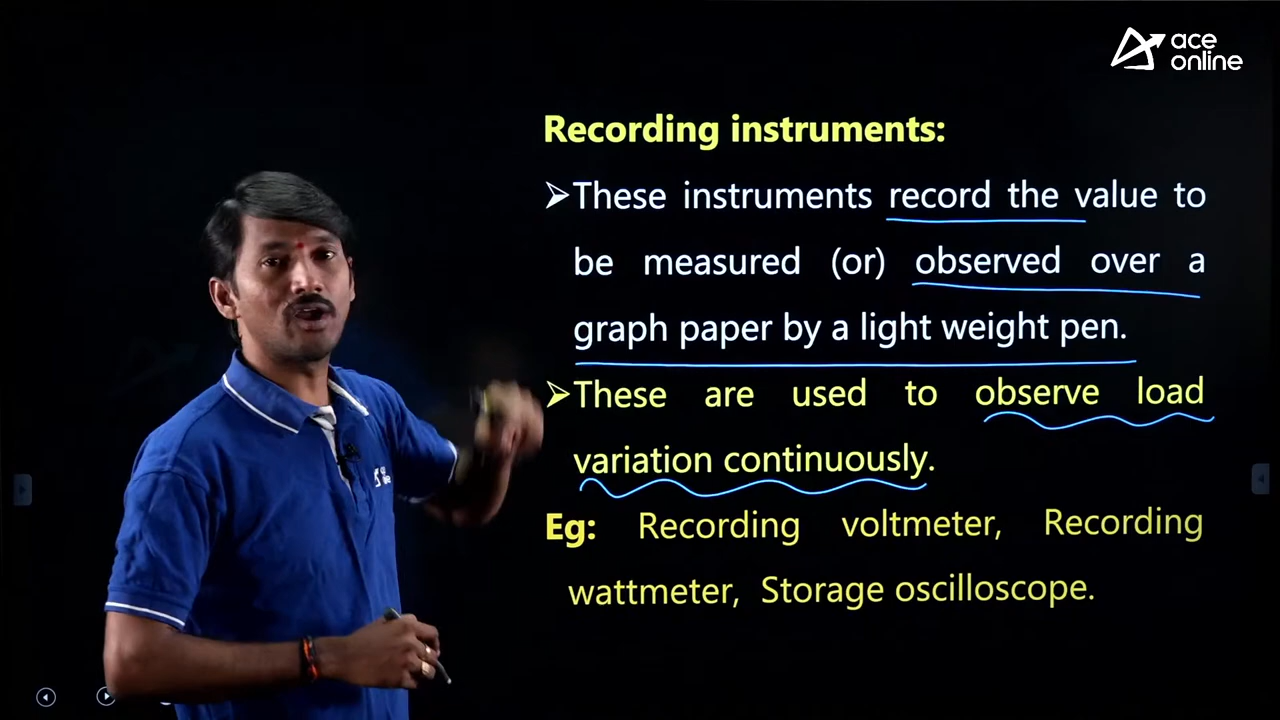 ace
online
Recording instruments:
➢These instruments record the value to
be measured (or) observed over a
graph paper by a light weight pen.
➢These are used to observe load
variation continuously.
Eg: Recording voltmeter, Recording
wattmeter, Storage oscilloscope.